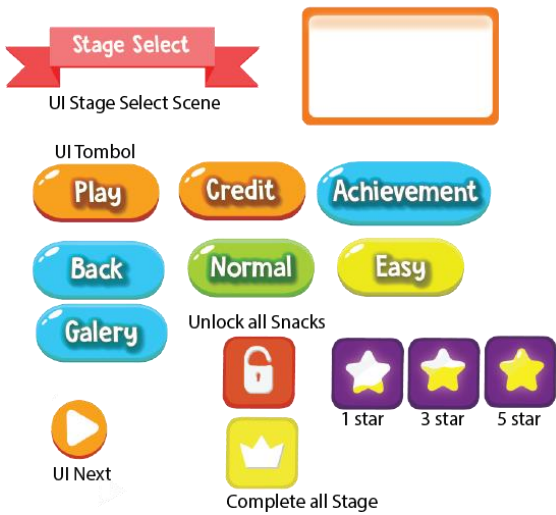 Stage Select
UI Stage Select Scene
UI Tombol
Play
Credit
Achievement
Back
Normal
Easy
Galery
Unlock all Snacks
1 star
3 star
5 star
UI Next
Complete all Stage